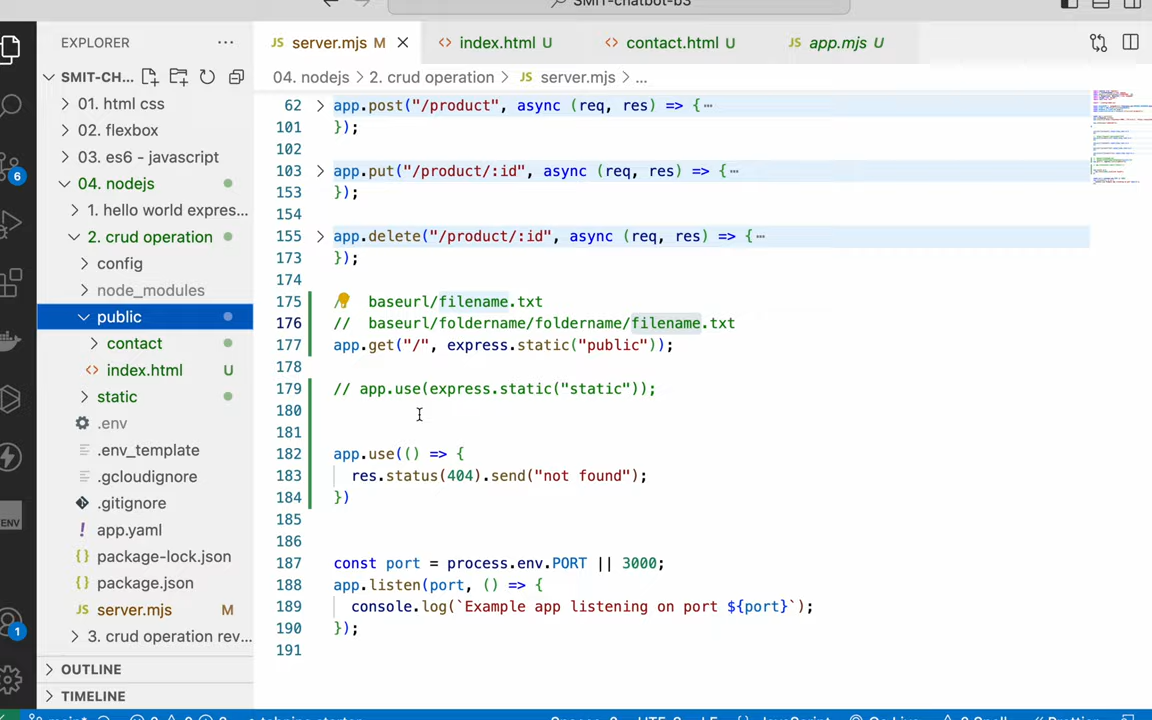 SMIT-chatbot-b3
EXPLORER
JS server.mjs M
<> index.html U
<> contact.html U
JS app.mjs U
SMIT-CH...
04. nodejs > 2. crud operation > JS server.mjs > ...
01. html css
02. flexbox
03. es6 - javascript
04. nodejs
1. hello world expres...
2. crud operation
config
node_modules
public
contact
<> index.html U
static
.env
.env_template
.gcloudignore
.gitignore
! app.yaml
{} package-lock.json
{} package.json
JS server.mjs M
3. crud operation rev...
OUTLINE
TIMELINE
6
ENV
1
62 app.post("/product", async (req, res) => {…
101 });
102
103 app.put("/product/:id", async (req, res) => {…
153 });
154
155 app.delete("/product/:id", async (req, res) => {…
173 });
174
175 / baseurl/filename.txt
176 // baseurl/foldername/foldername/filename.txt
177 app.get("/", express.static("public"));
178
179 // app.use(express.static("static"));
180
181
182 app.use(() => {
183 res.status(404).send("not found");
184 })
185
186
187 const port = process.env.PORT || 3000;
188 app.listen(port, () => {
189 console.log(`Example app listening on port ${port}`);
190 });
191